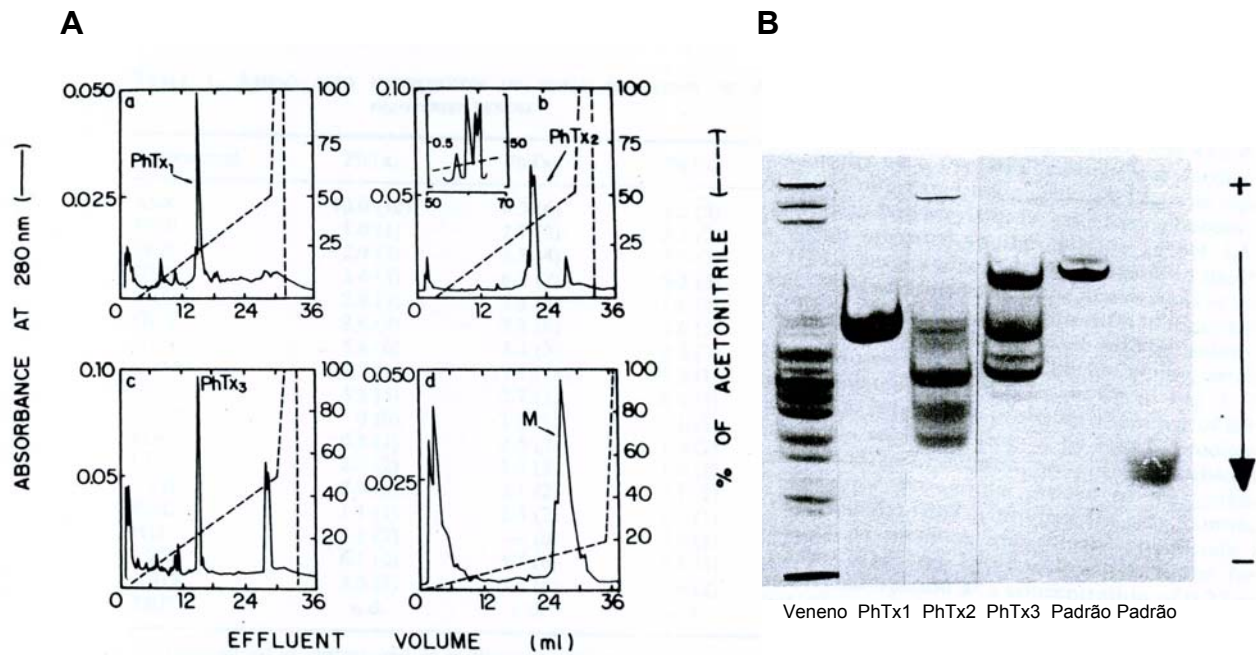 A
B
ABSORBANCE AT 280 nm (—)
a
0.050
0.025
PhTx₁
100
75
50
25
0 12 24 36
b
0.10
0.05
0.5
50
50 70
PhTx₂
100
75
50
25
0 12 24 36
c
0.10
0.05
PhTx₃
100
80
60
40
20
0 12 24 36
d
0.050
0.025
M
100
80
60
40
20
0 12 24 36
EFFLUENT VOLUME (ml)
% OF ACETONITRILE (---)
+
−
Veneno PhTx1 PhTx2 PhTx3 Padrão Padrão